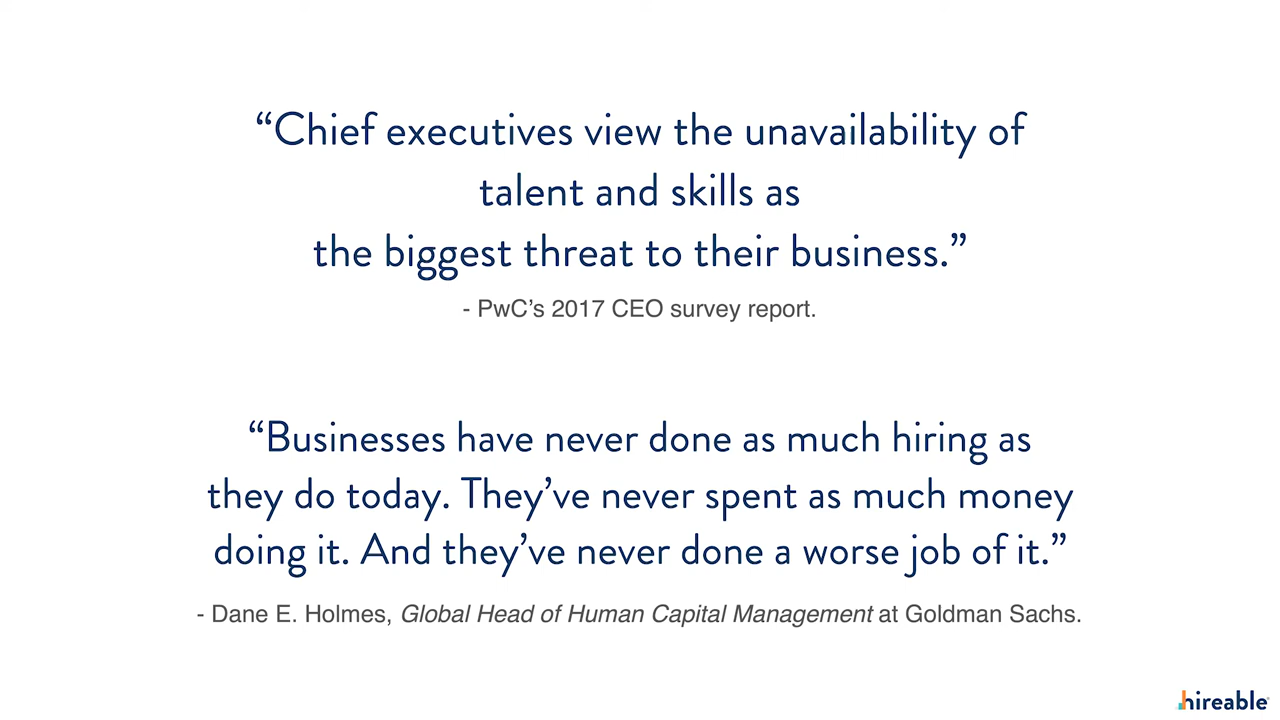 “Chief executives view the unavailability of
talent and skills as
the biggest threat to their business.”
- PwC’s 2017 CEO survey report.
“Businesses have never done as much hiring as
they do today. They’ve never spent as much money
doing it. And they’ve never done a worse job of it.”
- Dane E. Holmes, Global Head of Human Capital Management at Goldman Sachs.
hireable